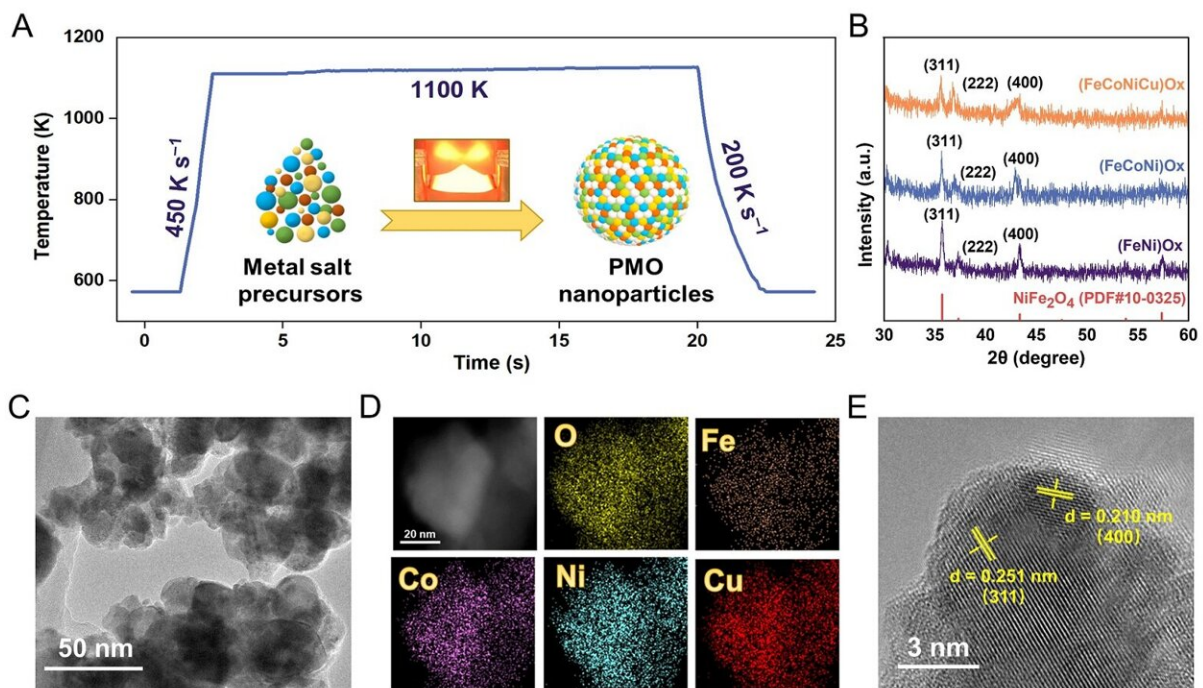 A
1200
1000
800
600
Temperature (K)
450 K s⁻¹
1100 K
200 K s⁻¹
Metal salt
precursors
PMO
nanoparticles
0
5
10
15
20
25
Time (s)
B
Intensity (a.u.)
(311)
(222)
(400)
(FeCoNiCu)Ox
(311)
(222)
(400)
(FeCoNi)Ox
(311)
(222)
(400)
(FeNi)Ox
NiFe₂O₄ (PDF#10-0325)
30
35
40
45
50
55
60
2θ (degree)
C
50 nm
D
20 nm
O
Fe
Co
Ni
Cu
E
d = 0.210 nm
(400)
d = 0.251 nm
(311)
3 nm